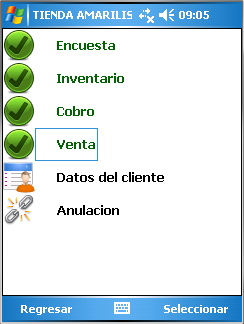 TIENDA AMARILIS 09:05
Encuesta
Inventario
Cobro
Venta
Datos del cliente
Anulacion
Regresar Seleccionar